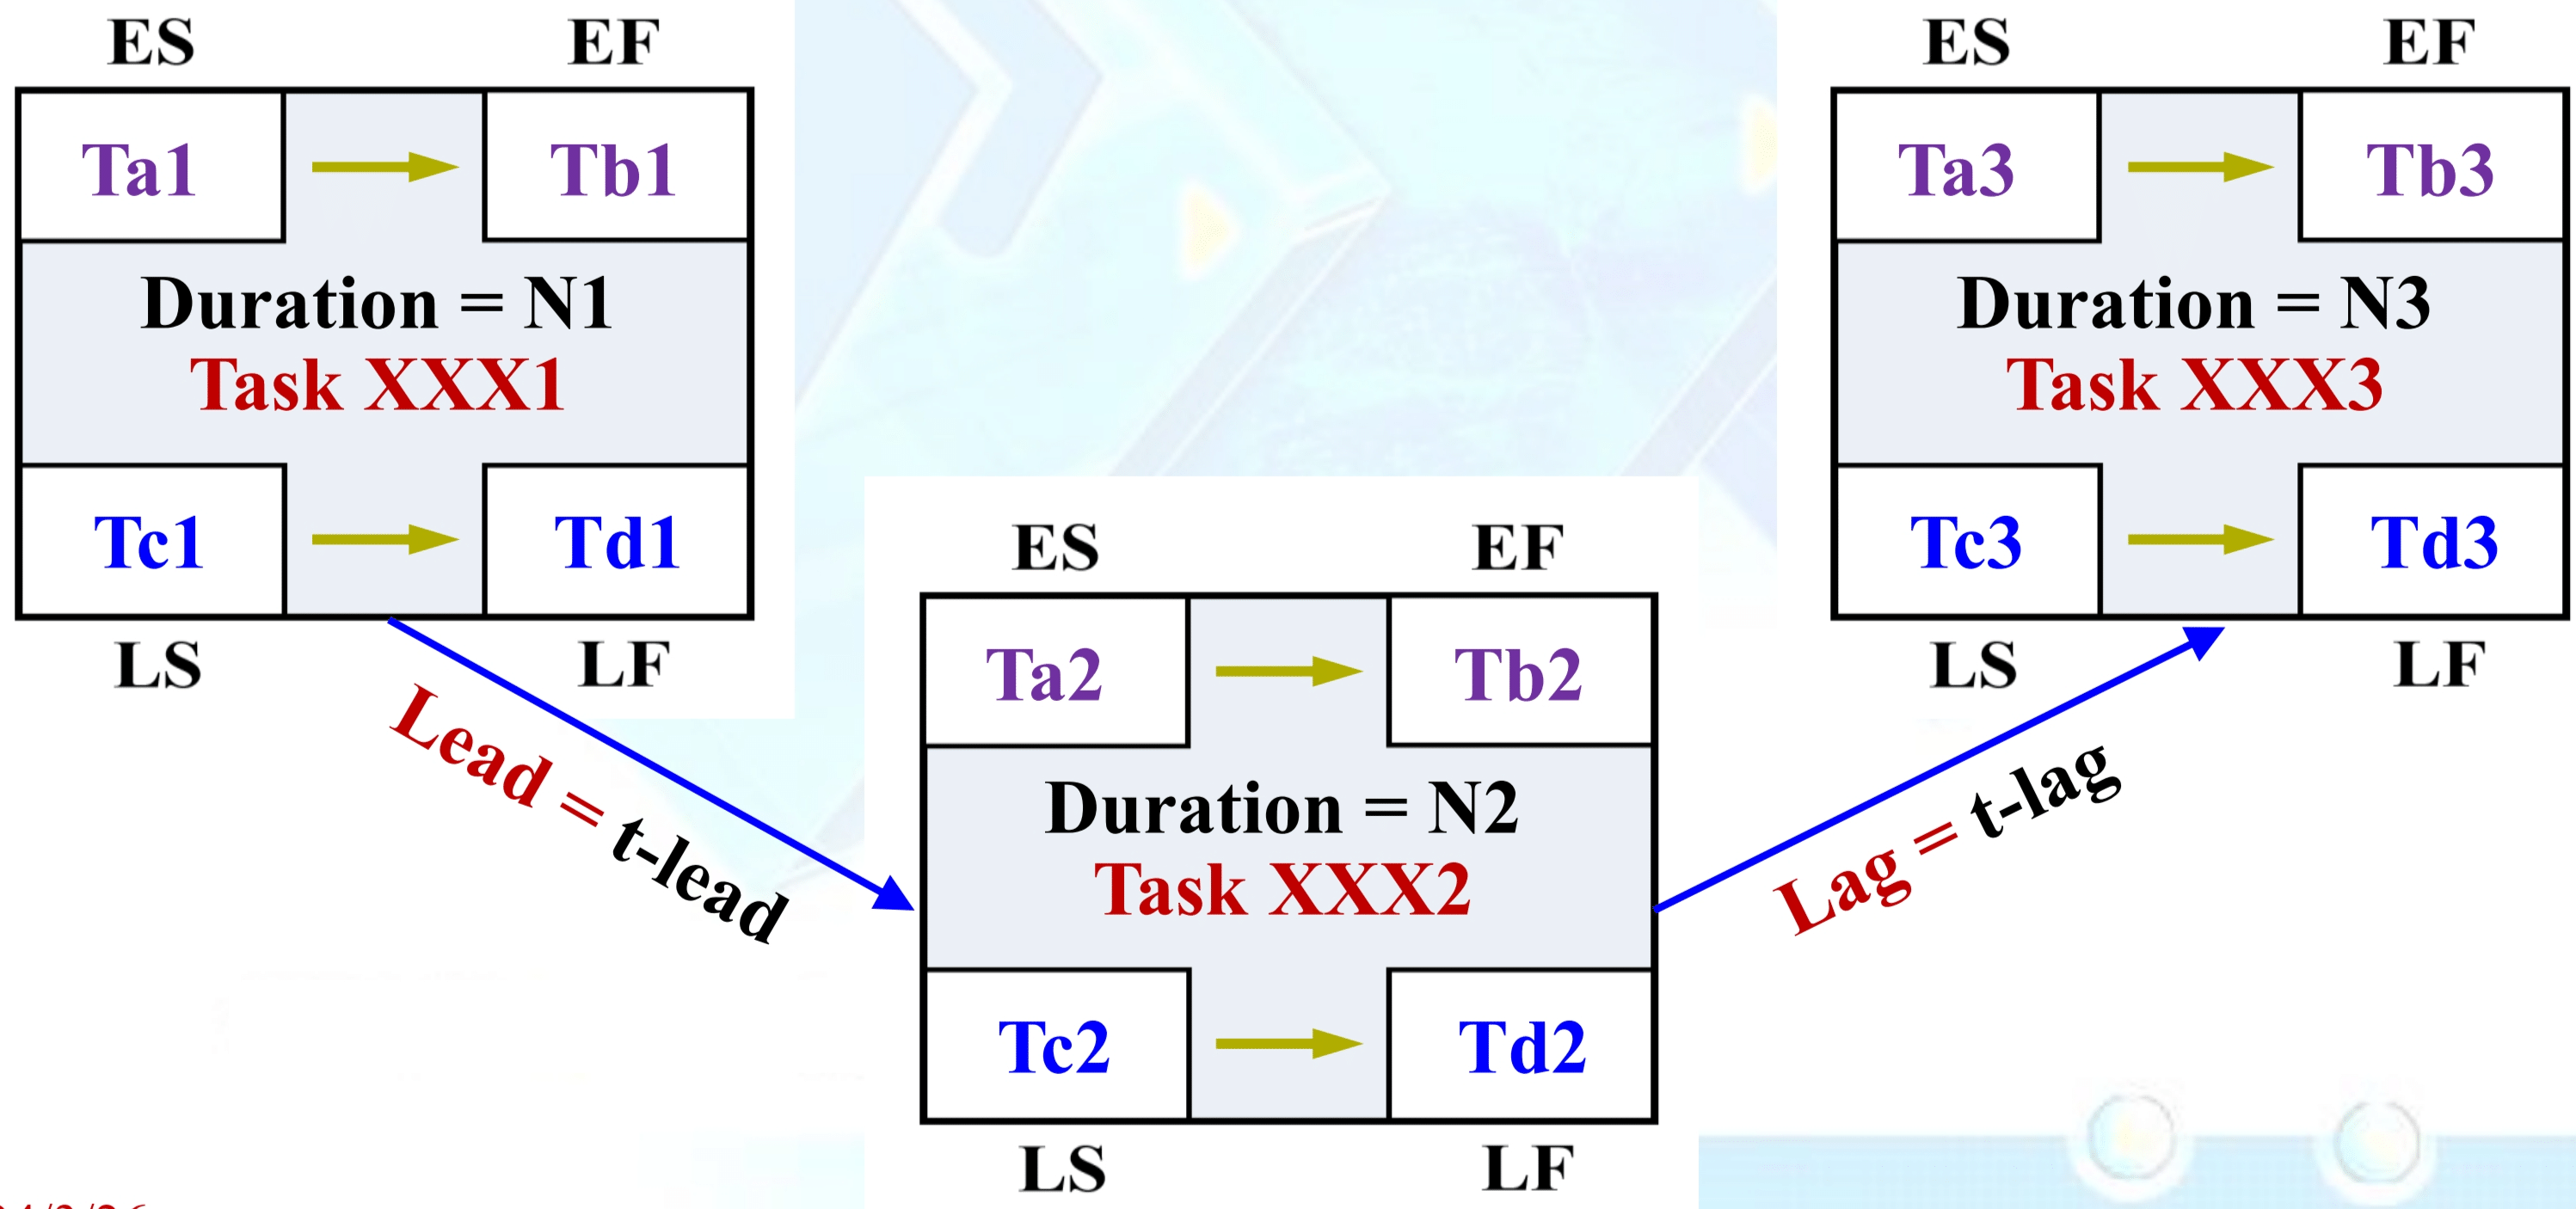 ES EF
Ta1 Tb1
Duration = N1
Task XXX1
Tc1 Td1
LS LF
Lead = t-lead
ES EF
Ta2 Tb2
Duration = N2
Task XXX2
Tc2 Td2
LS LF
Lag = t-lag
ES EF
Ta3 Tb3
Duration = N3
Task XXX3
Tc3 Td3
LS LF